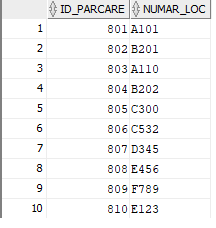 ID_PARCARE NUMAR_LOC
1 801 A101
2 802 B201
3 803 A110
4 804 B202
5 805 C300
6 806 C532
7 807 D345
8 808 E456
9 809 F789
10 810 E123